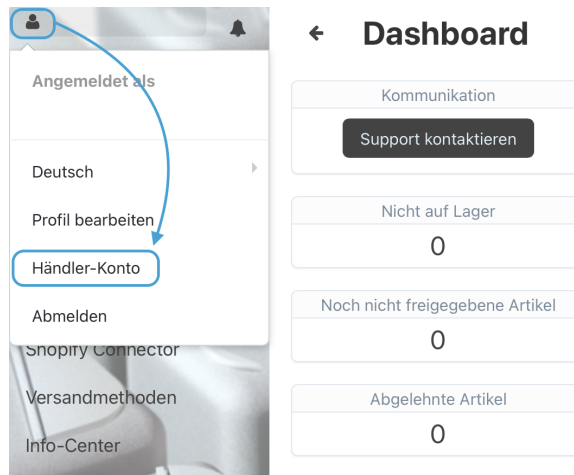 Angemeldet als
Deutsch
Profil bearbeiten
Händler-Konto
Abmelden
Shopify Connector
Versandmethoden
Info-Center
Dashboard
Kommunikation
Support kontaktieren
Nicht auf Lager
0
Noch nicht freigegebene Artikel
0
Abgelehnte Artikel
0